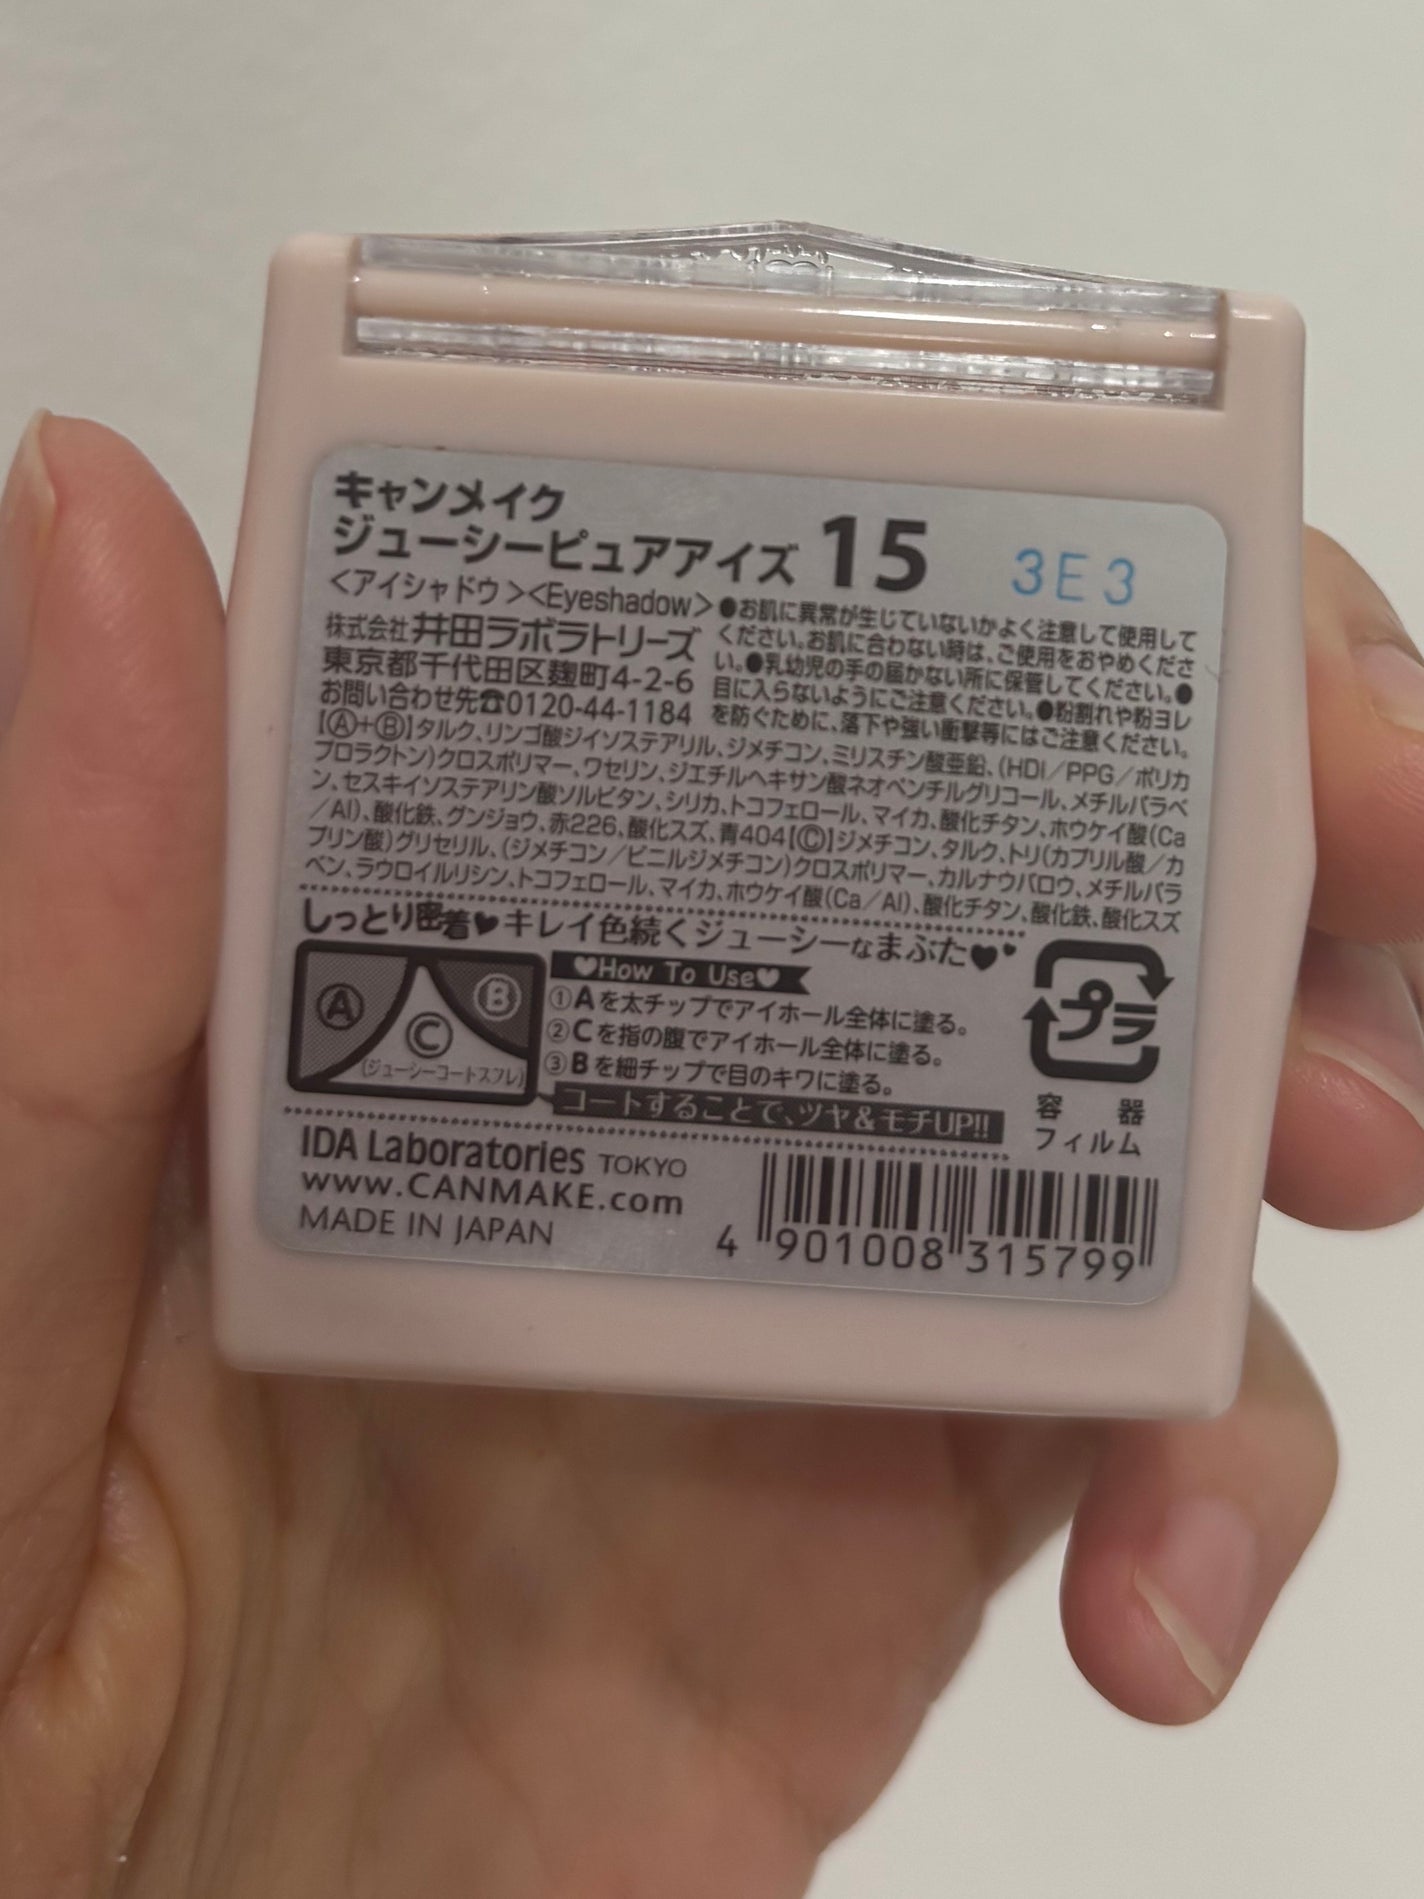 キャンメイク
ジューシーピュアアイズ 15
3E3
<アイシャドウ><Eyeshadow>
株式会社井田ラボラトリーズ
東京都千代田区麹町4-2-6
お問い合わせ先☎0120-44-1184
●お肌に異常が生じていないかよく注意して使用して
ください。お肌に合わない時は、ご使用をおやめくださ
い。●乳幼児の手の届かない所に保管してください。●
目に入らないようにご注意ください。●粉割れや粉ヨレ
を防ぐために、落下や強い衝撃等にはご注意ください。
【Ⓐ+Ⓑ】タルク、リンゴ酸ジイソステアリル、ジメチコン、ミリスチン酸亜鉛、(HDI/PPG/ポリカ
プロラクトン)クロスポリマー、ワセリン、ジエチルヘキサン酸ネオペンチルグリコール、メチルパラベ
ン、セスキイソステアリン酸ソルビタン、シリカ、トコフェロール、マイカ、酸化チタン、ホウケイ酸(Ca
/Al)、酸化鉄、グンジョウ、赤226、酸化スズ、青404【Ⓒ】ジメチコン、タルク、トリ(カプリル酸/カ
プリン酸)グリセリル、(ジメチコン/ビニルジメチコン)クロスポリマー、カルナウバロウ、メチルパラ
ベン、ラウロイルリシン、トコフェロール、マイカ、ホウケイ酸(Ca/Al)、酸化チタン、酸化鉄、酸化スズ
しっとり密着♥キレイ色続くジューシーなまぶた♥♥
Ⓐ
Ⓑ
Ⓒ
(ジューシーコートスフレ)
♥How To Use♥
①Aを太チップでアイホール全体に塗る。
②Cを指の腹でアイホール全体に塗る。
③Bを細チップで目のキワに塗る。
コートすることで、ツヤ&モチUP!!
プラ
容器
フィルム
IDA Laboratories TOKYO
www.CANMAKE.com
MADE IN JAPAN
4 901008 315799